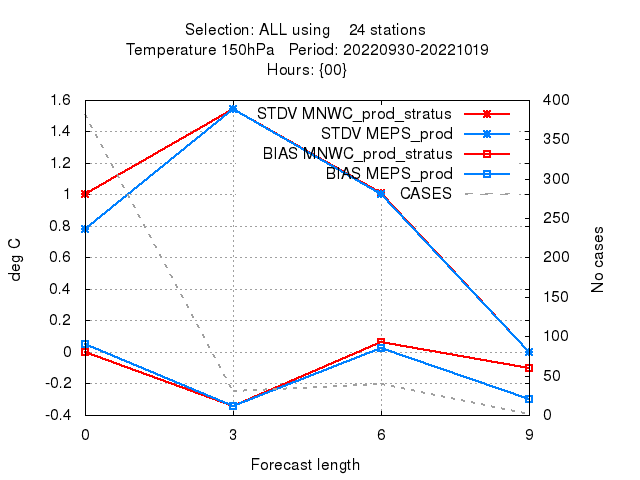 Selection: ALL using    24 stations
Temperature 150hPa   Period: 20220930-20221019
Hours: {00}
1.6
1.4
1.2
1
0.8
0.6
0.4
0.2
0
-0.2
-0.4
deg C
STDV MNWC_prod_stratus
STDV MEPS_prod
BIAS MNWC_prod_stratus
BIAS MEPS_prod
CASES
400
350
300
250
200
150
100
50
0
No cases
0 3 6 9
Forecast length